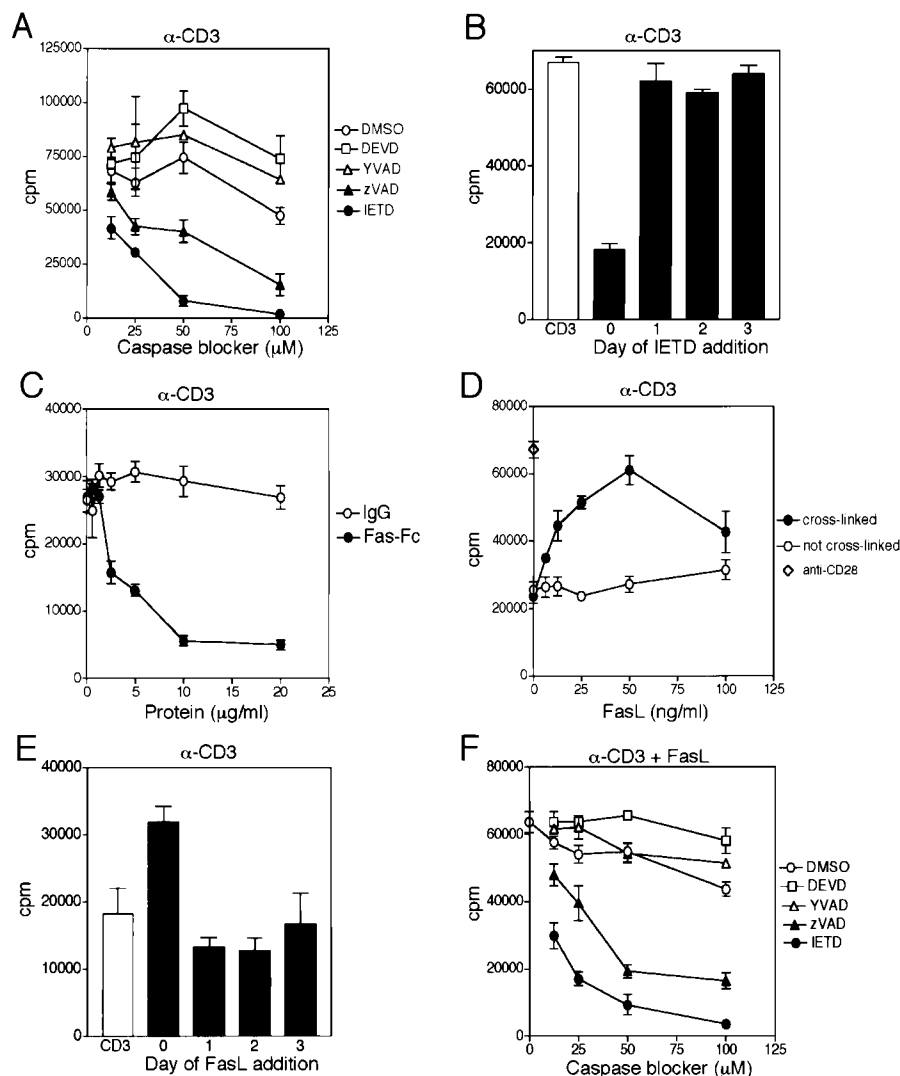 A
α-CD3
125000
100000
75000
50000
25000
0
cpm
0 25 50 75 100 125
Caspase blocker (μM)
DMSO
DEVD
YVAD
zVAD
IETD
B
α-CD3
60000
40000
20000
0
cpm
CD3 0 1 2 3
Day of IETD addition
C
α-CD3
40000
30000
20000
10000
0
cpm
0 5 10 15 20 25
Protein (μg/ml)
IgG
Fas-Fc
D
α-CD3
80000
60000
40000
20000
0
cpm
0 25 50 75 100 125
FasL (ng/ml)
cross-linked
not cross-linked
anti-CD28
E
α-CD3
40000
30000
20000
10000
0
cpm
CD3 0 1 2 3
Day of FasL addition
F
α-CD3 + FasL
80000
60000
40000
20000
0
cpm
0 25 50 75 100 125
Caspase blocker (μM)
DMSO
DEVD
YVAD
zVAD
IETD